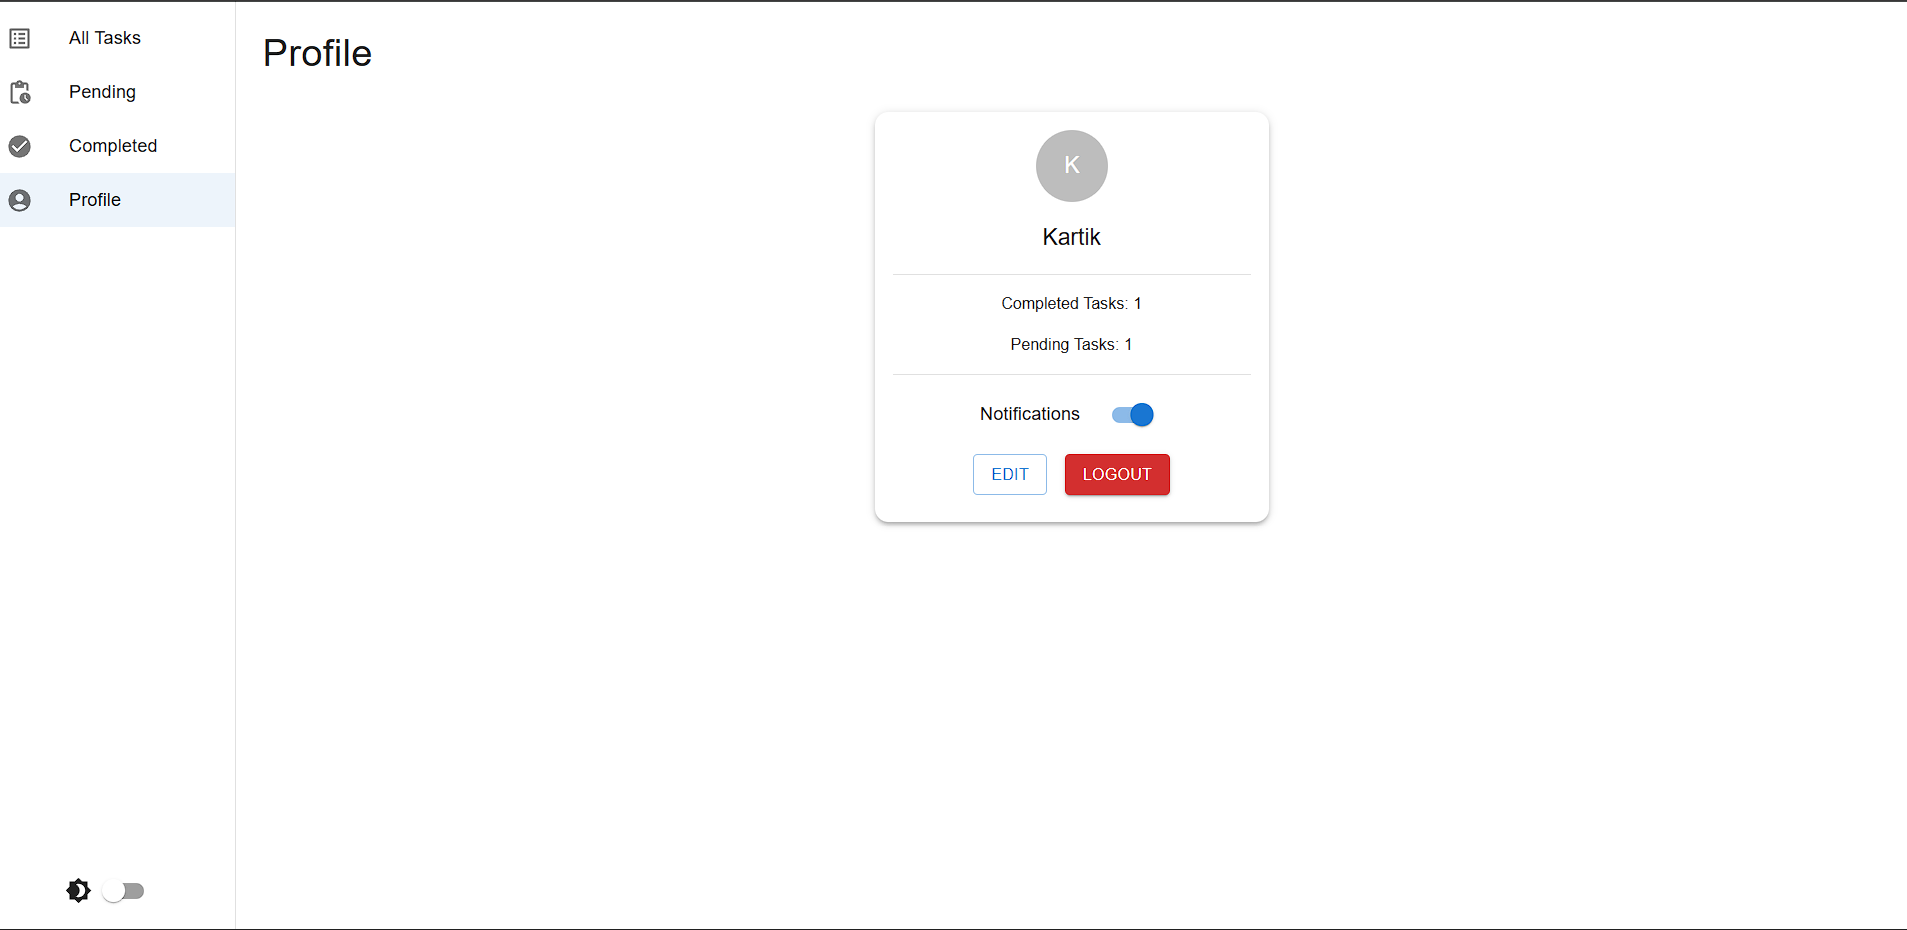 All Tasks
Pending
Completed
Profile
Profile
K
Kartik
Completed Tasks: 1
Pending Tasks: 1
Notifications
EDIT
LOGOUT